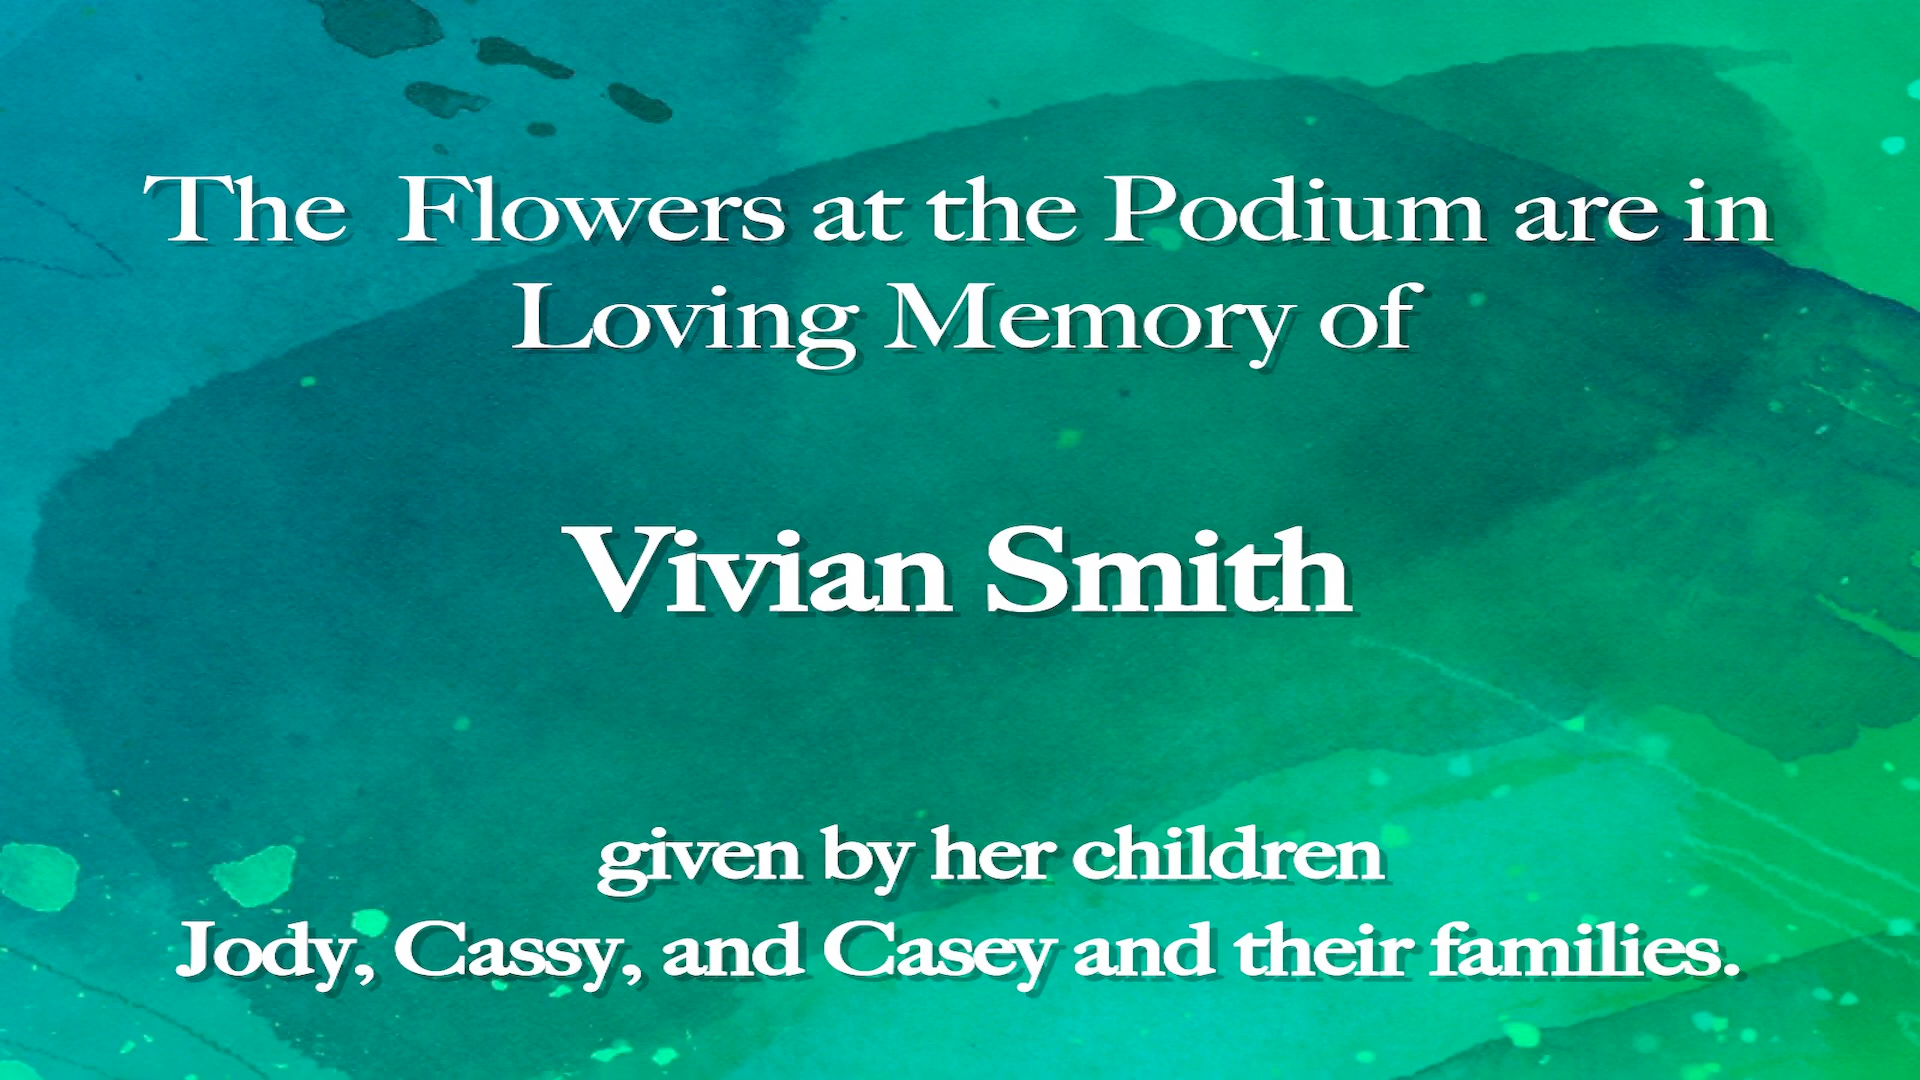 The  Flowers at the Podium are in
Loving Memory of
Vivian Smith
given by her children
Jody, Cassy, and Casey and their families.